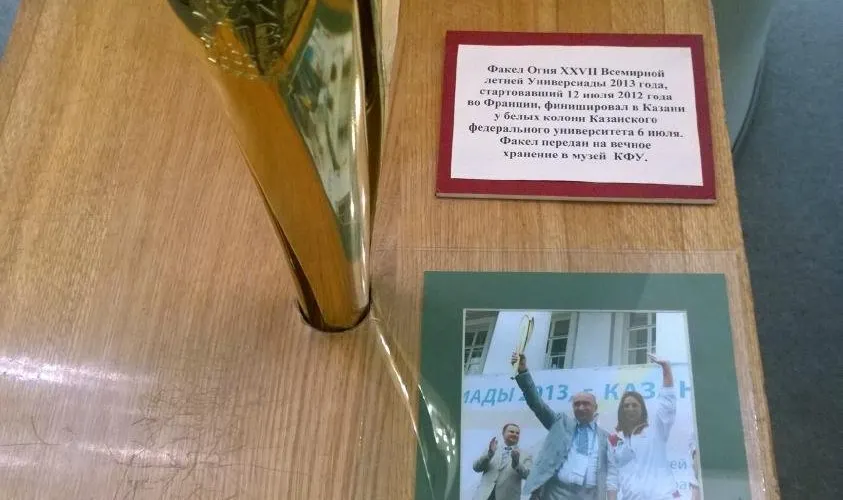 Факел Огня XXVII Всемирной
летней Универсиады 2013 года,
стартовавший 12 июля 2012 года
во Франции, финишировал в Казани
у белых колонн Казанского
федерального университета 6 июля.
Факел передан на вечное
хранение в музей КФУ.
ИАДЫ 2013, г. КАЗАН